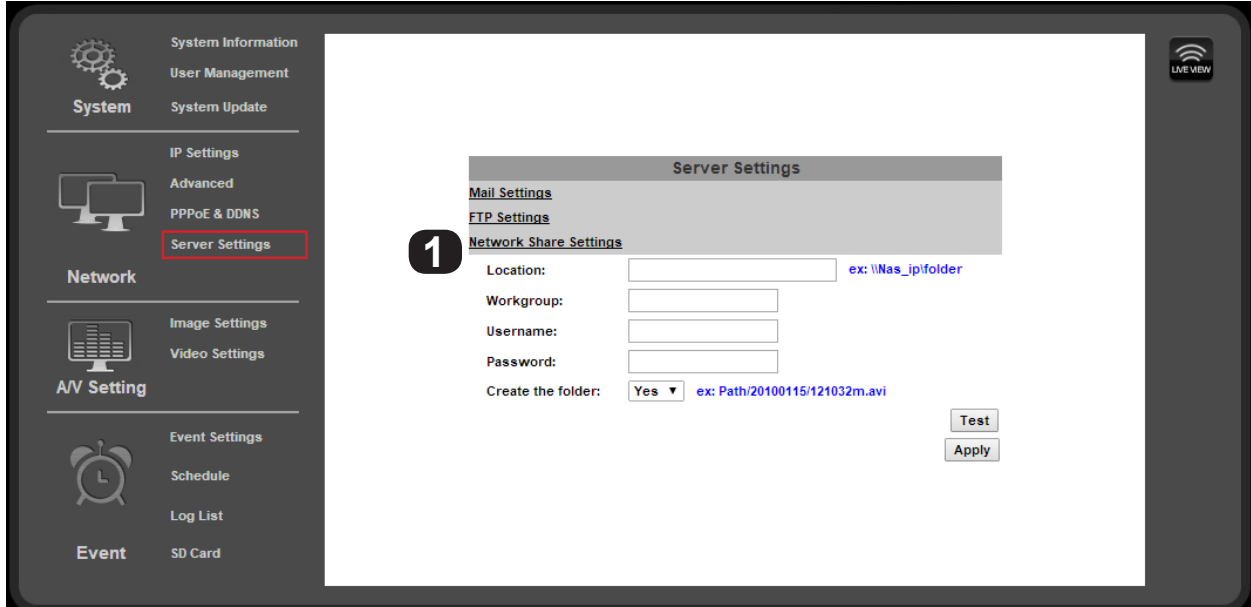 System Information
User Management
System
System Update
IP Settings
Advanced
PPPoE & DDNS
Server Settings
Network
Image Settings
Video Settings
A/V Setting
Event Settings
Schedule
Log List
Event
SD Card
Server Settings
Mail Settings
FTP Settings
1
Network Share Settings
Location: ex: \\Nas_ip\folder
Workgroup:
Username:
Password:
Create the folder: Yes ▼ ex: Path/20100115/121032m.avi
Test
Apply
LIVE VIEW